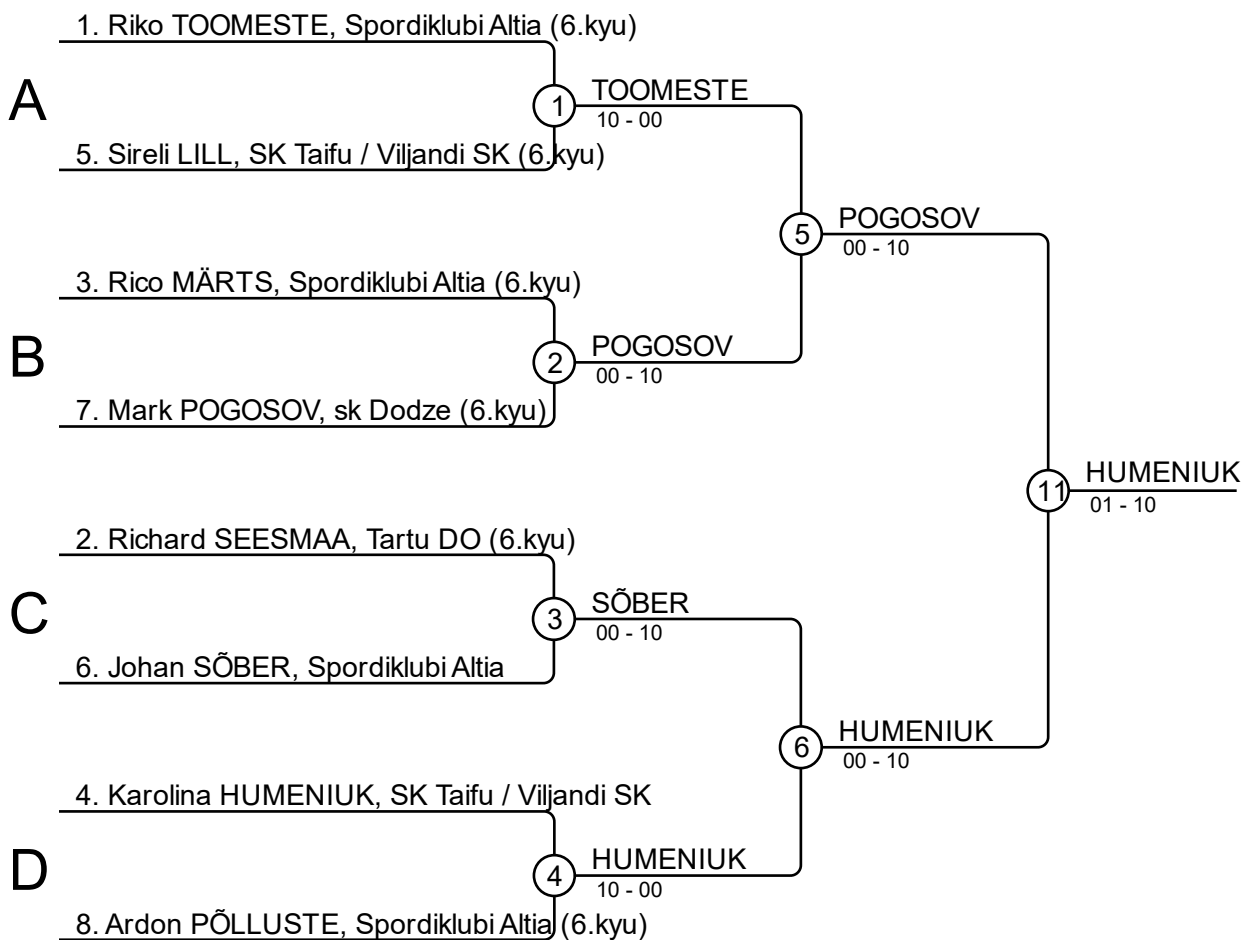 1. Riko TOOMESTE, Spordiklubi Altia (6.kyu)
A
1
TOOMESTE
10 - 00
5. Sireli LILL, SK Taifu / Viljandi SK (6.kyu)
5
POGOSOV
00 - 10
3. Rico MÄRTS, Spordiklubi Altia (6.kyu)
B
2
POGOSOV
00 - 10
7. Mark POGOSOV, sk Dodze (6.kyu)
11
HUMENIUK
01 - 10
2. Richard SEESMAA, Tartu DO (6.kyu)
C
3
SÕBER
00 - 10
6. Johan SÕBER, Spordiklubi Altia
6
HUMENIUK
00 - 10
4. Karolina HUMENIUK, SK Taifu / Viljandi SK
D
4
HUMENIUK
10 - 00
8. Ardon PÕLLUSTE, Spordiklubi Altia (6.kyu)